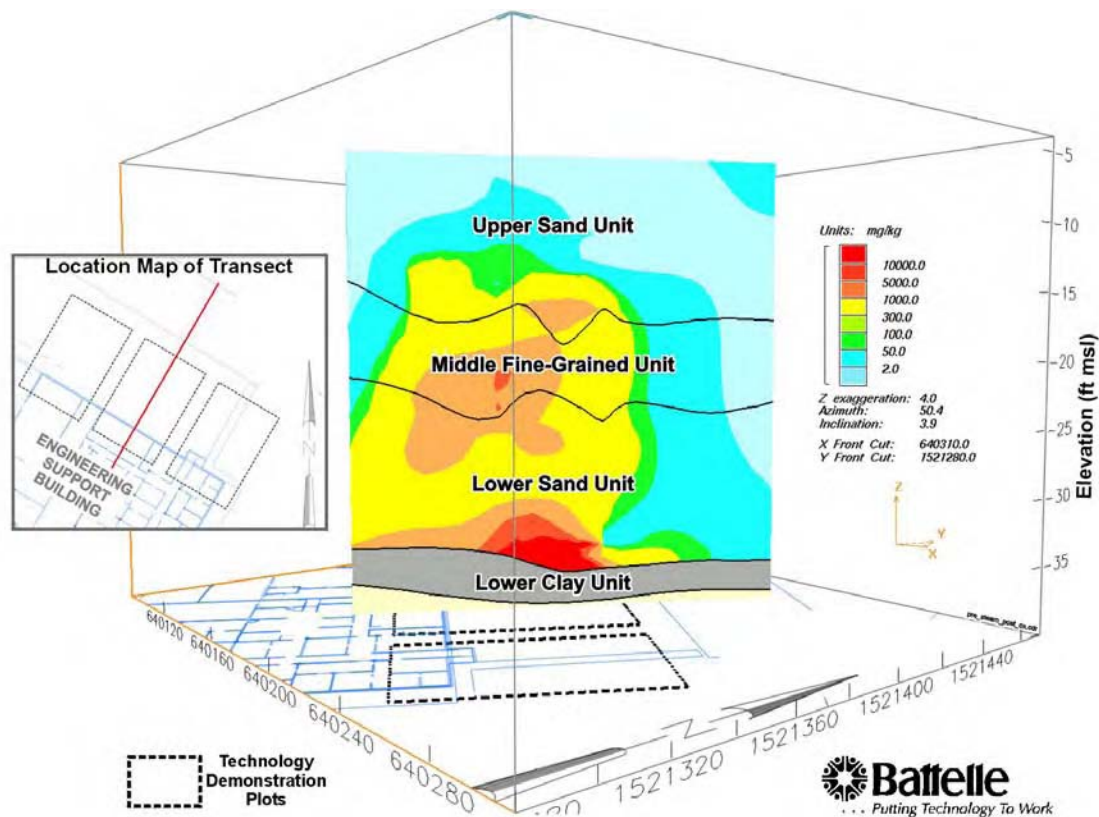 Upper Sand Unit
Middle Fine-Grained Unit
Lower Sand Unit
Lower Clay Unit
Location Map of Transect
ENGINEERING
SUPPORT
BUILDING
N
Units: mg/kg
10000.0
5000.0
1000.0
300.0
100.0
50.0
2.0
Z exaggeration: 4.0
Azimuth: 50.4
Inclination: 3.9
X Front Cut: 640310.0
Y Front Cut: 1521280.0
Z
Y
X
-5
-10
-15
-20
-25
-30
-35
Elevation (ft msl)
640120
640160
640200
640240
640280
1521320
1521360
1521400
1521440
N
Technology
Demonstration
Plots
Battelle
... Putting Technology To Work